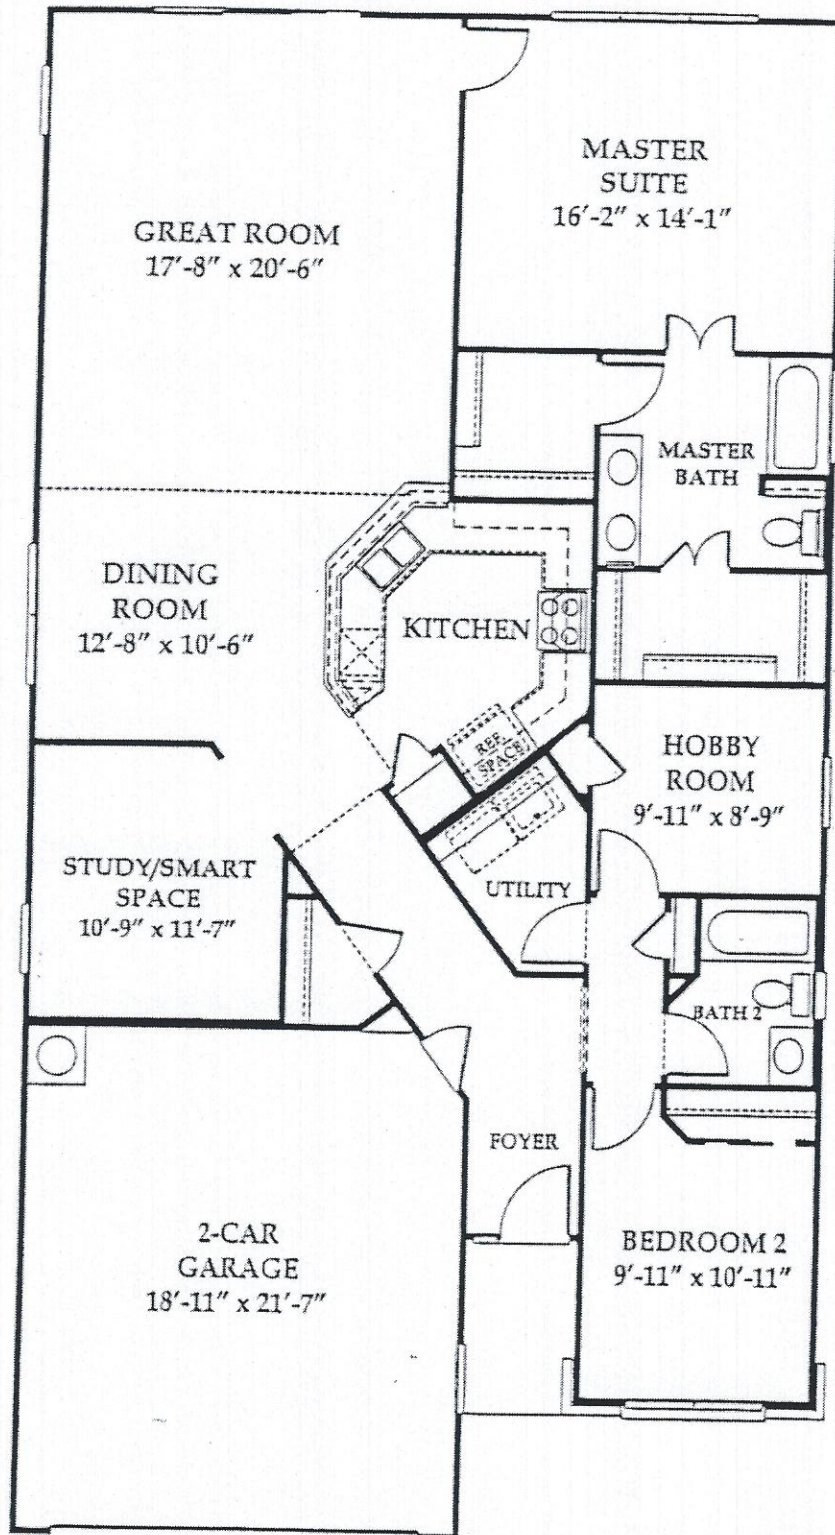 MASTER
SUITE
16′-2″ x 14′-1″
GREAT ROOM
17′-8″ x 20′-6″
MASTER
BATH
DINING
ROOM
12′-8″ x 10′-6″
KITCHEN
REF
SPACE
HOBBY
ROOM
9′-11″ x 8′-9″
STUDY/SMART
SPACE
10′-9″ x 11′-7″
UTILITY
BATH 2
FOYER
2-CAR
GARAGE
18′-11″ x 21′-7″
BEDROOM 2
9′-11″ x 10′-11″